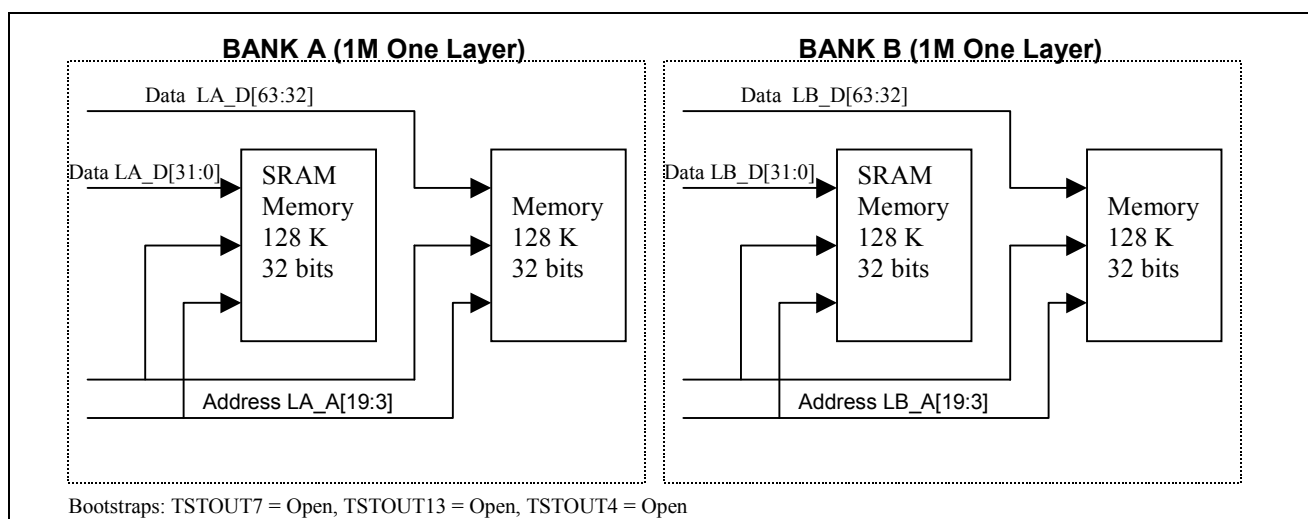 BANK A (1M One Layer)
Data LA_D[63:32]
Data LA_D[31:0]
SRAM
Memory
128 K
32 bits
Memory
128 K
32 bits
Address LA_A[19:3]
BANK B (1M One Layer)
Data LB_D[63:32]
Data LB_D[31:0]
SRAM
Memory
128 K
32 bits
Memory
128 K
32 bits
Address LB_A[19:3]
Bootstraps: TSTOUT7 = Open, TSTOUT13 = Open, TSTOUT4 = Open